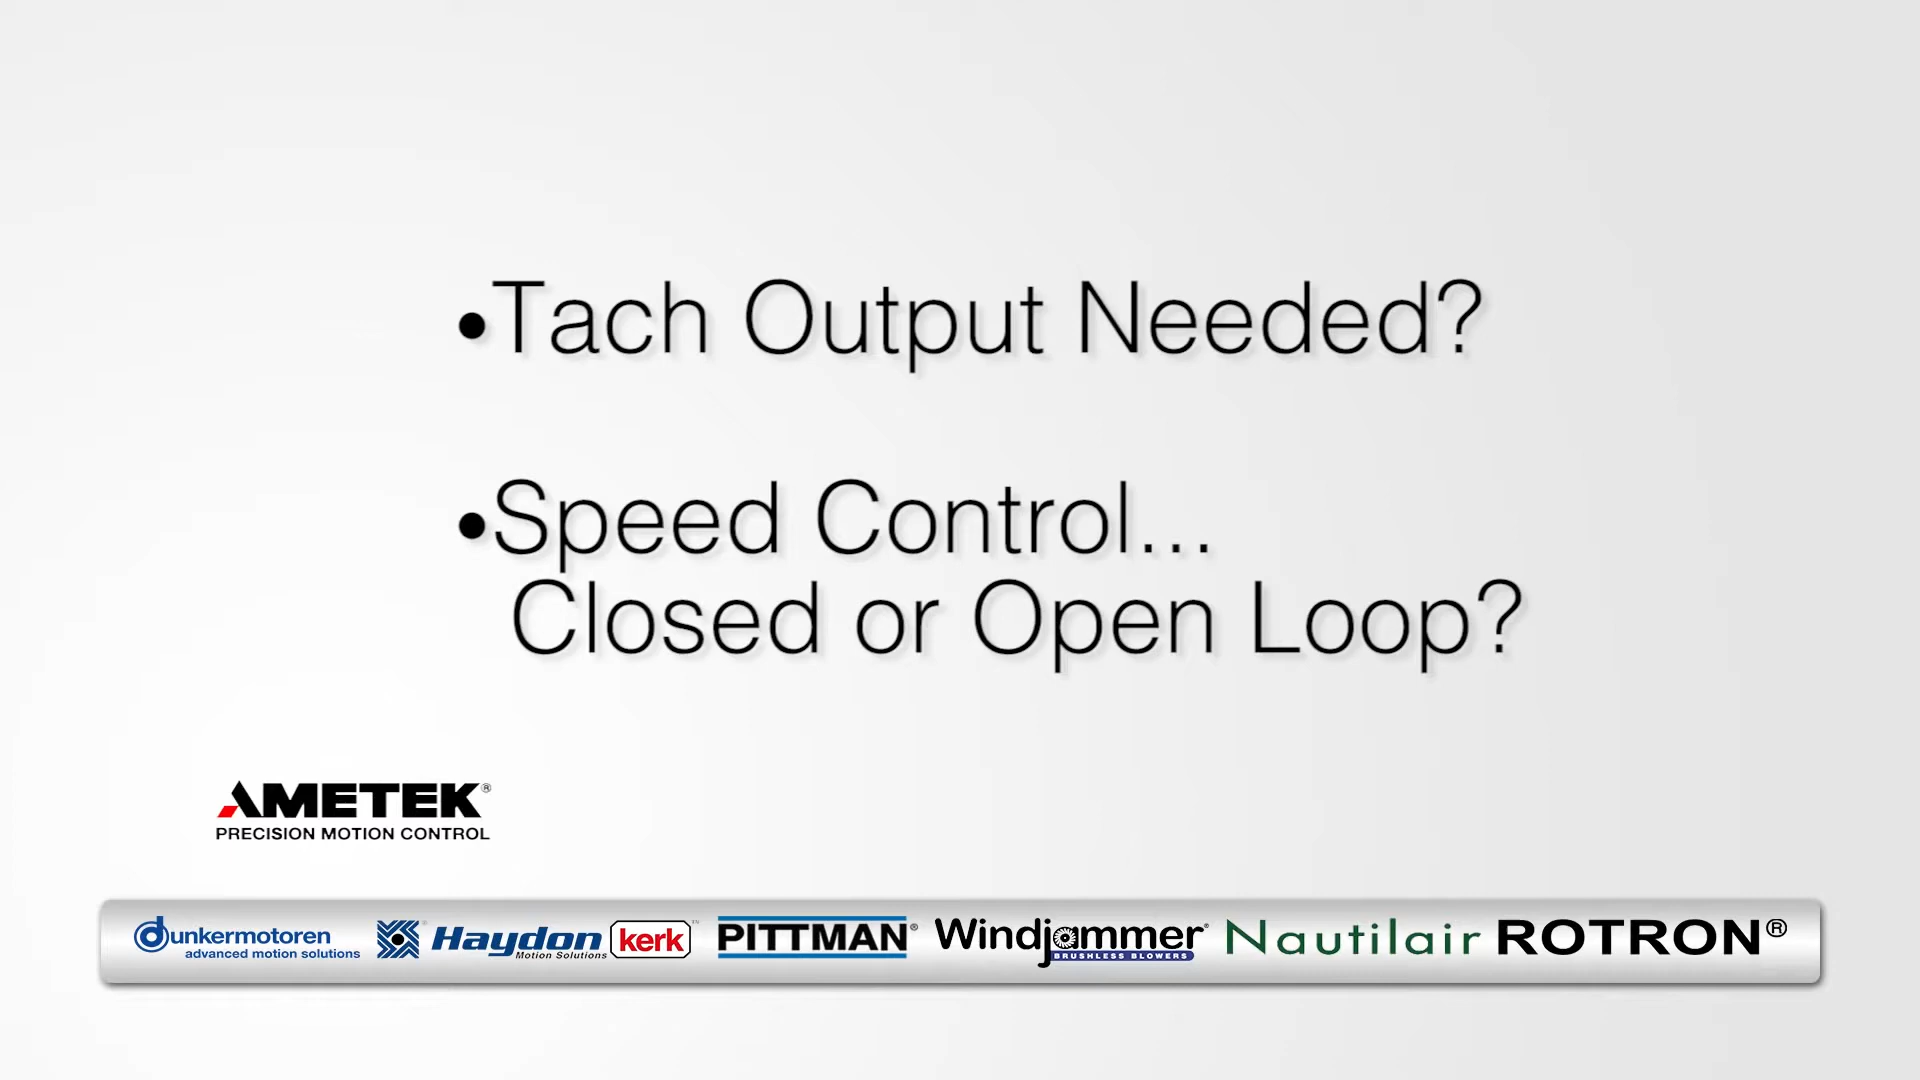 •Tach Output Needed?
•Speed Control...
Closed or Open Loop?
AMETEK®
PRECISION MOTION CONTROL
dunkermotoren
advanced motion solutions
Haydon kerk™
Motion Solutions
PITTMAN®
Windjammer®
BRUSHLESS BLOWERS
Nautilair
ROTRON®